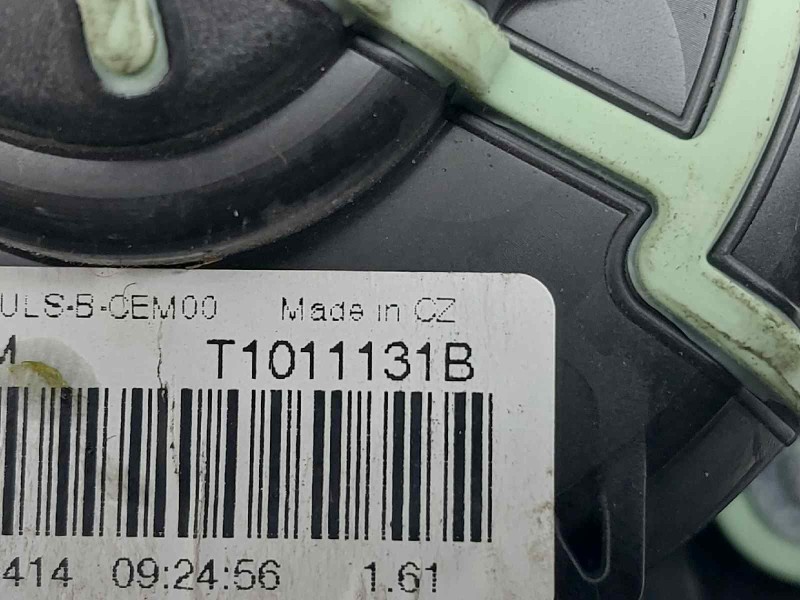 ULS-B-CEM00 Made in CZ
M T1011131B
414 09:24:56 1.61